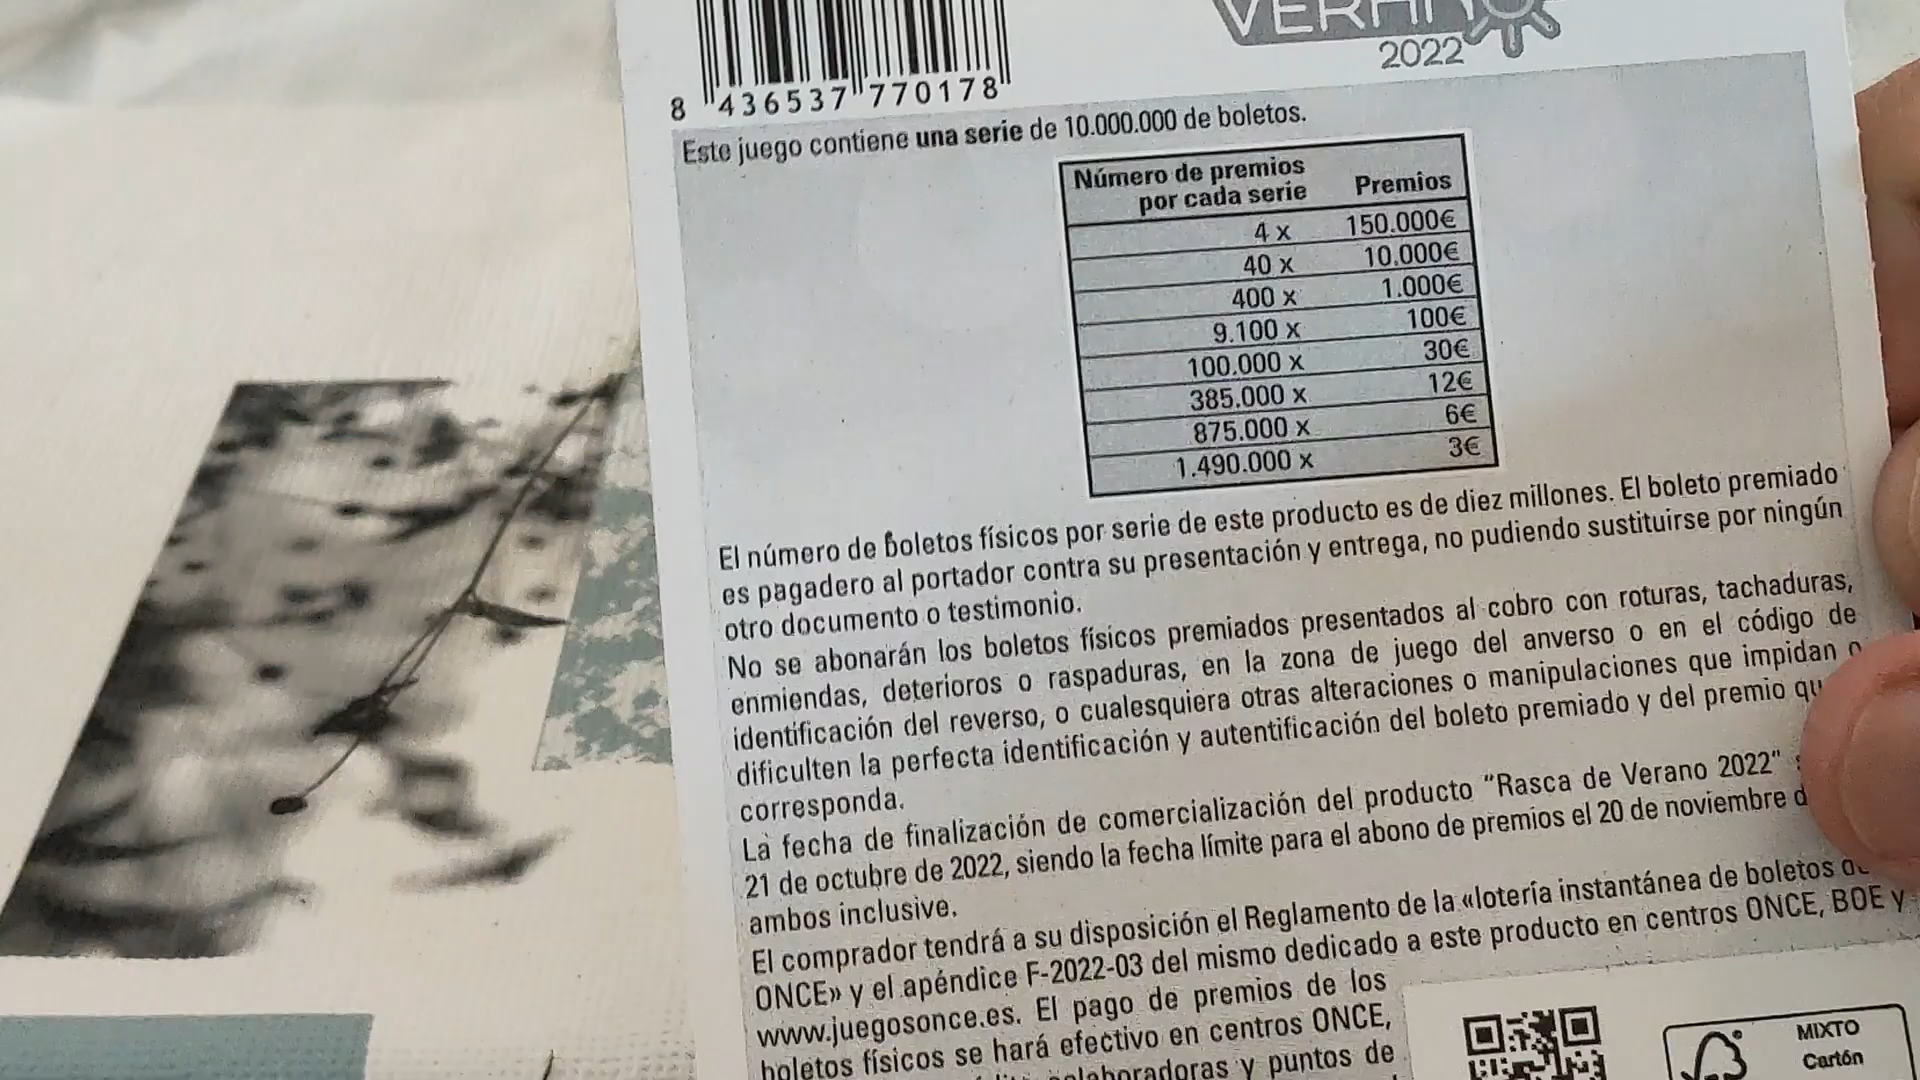 VERANO
2022
8 436537 770178
Este juego contiene una serie de 10.000.000 de boletos.
Número de premios por cada serie Premios
4 x 150.000€
40 x 10.000€
400 x 1.000€
9.100 x 100€
100.000 x 30€
385.000 x 12€
875.000 x 6€
1.490.000 x 3€
El número de boletos físicos por serie de este producto es de diez millones. El boleto premiado
es pagadero al portador contra su presentación y entrega, no pudiendo sustituirse por ningún
otro documento o testimonio.
No se abonarán los boletos físicos premiados presentados al cobro con roturas, tachaduras,
enmiendas, deterioros o raspaduras, en la zona de juego del anverso o en el código de
identificación del reverso, o cualesquiera otras alteraciones o manipulaciones que impidan o
dificulten la perfecta identificación y autentificación del boleto premiado y del premio qu
corresponda.
La fecha de finalización de comercialización del producto "Rasca de Verano 2022"
21 de octubre de 2022, siendo la fecha límite para el abono de premios el 20 de noviembre d
ambos inclusive.
El comprador tendrá a su disposición el Reglamento de la «lotería instantánea de boletos de
ONCE» y el apéndice F-2022-03 del mismo dedicado a este producto en centros ONCE, BOE y
www.juegosonce.es. El pago de premios de los
boletos físicos se hará efectivo en centros ONCE,
colaboradoras y puntos de
MIXTO
Cartón